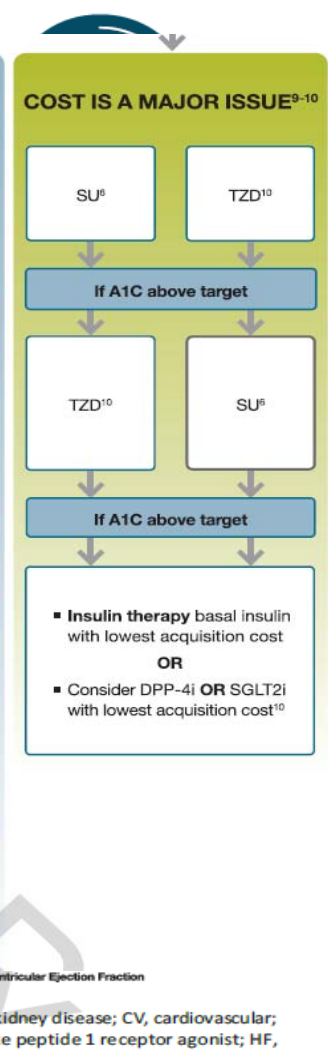 COST IS A MAJOR ISSUE⁹⁻¹⁰
SU⁶
TZD¹⁰
If A1C above target
TZD¹⁰
SU⁶
If A1C above target
▪ Insulin therapy basal insulin
with lowest acquisition cost
OR
▪ Consider DPP-4i OR SGLT2i
with lowest acquisition cost¹⁰
ntricular Ejection Fraction
kidney disease; CV, cardiovascular;
e peptide 1 receptor agonist; HF,